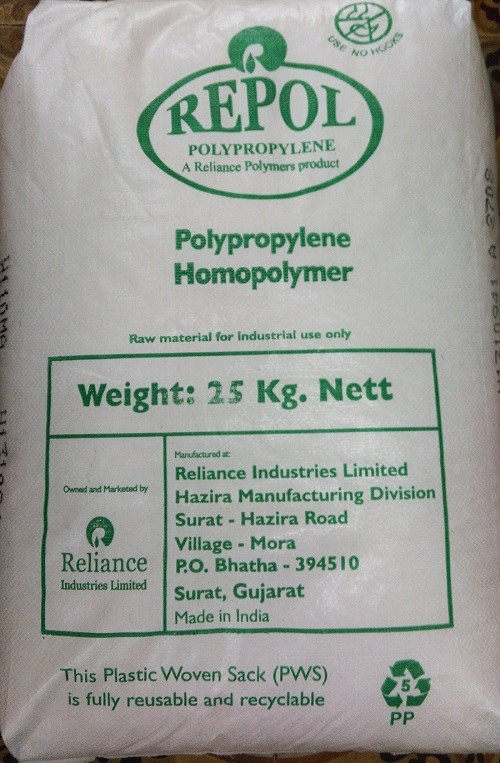 USE NO HOOKS
REPOL
POLYPROPYLENE
A Reliance Polymers product
Polypropylene
Homopolymer
Raw material for Industrial use only
Weight: 25 Kg. Nett
Owned and Marketed by
Reliance
Industries Limited
Manufactured at:
Reliance Industries Limited
Hazira Manufacturing Division
Surat - Hazira Road
Village - Mora
P.O. Bhatha - 394510
Surat, Gujarat
Made in India
This Plastic Woven Sack (PWS)
is fully reusable and recyclable
5
PP